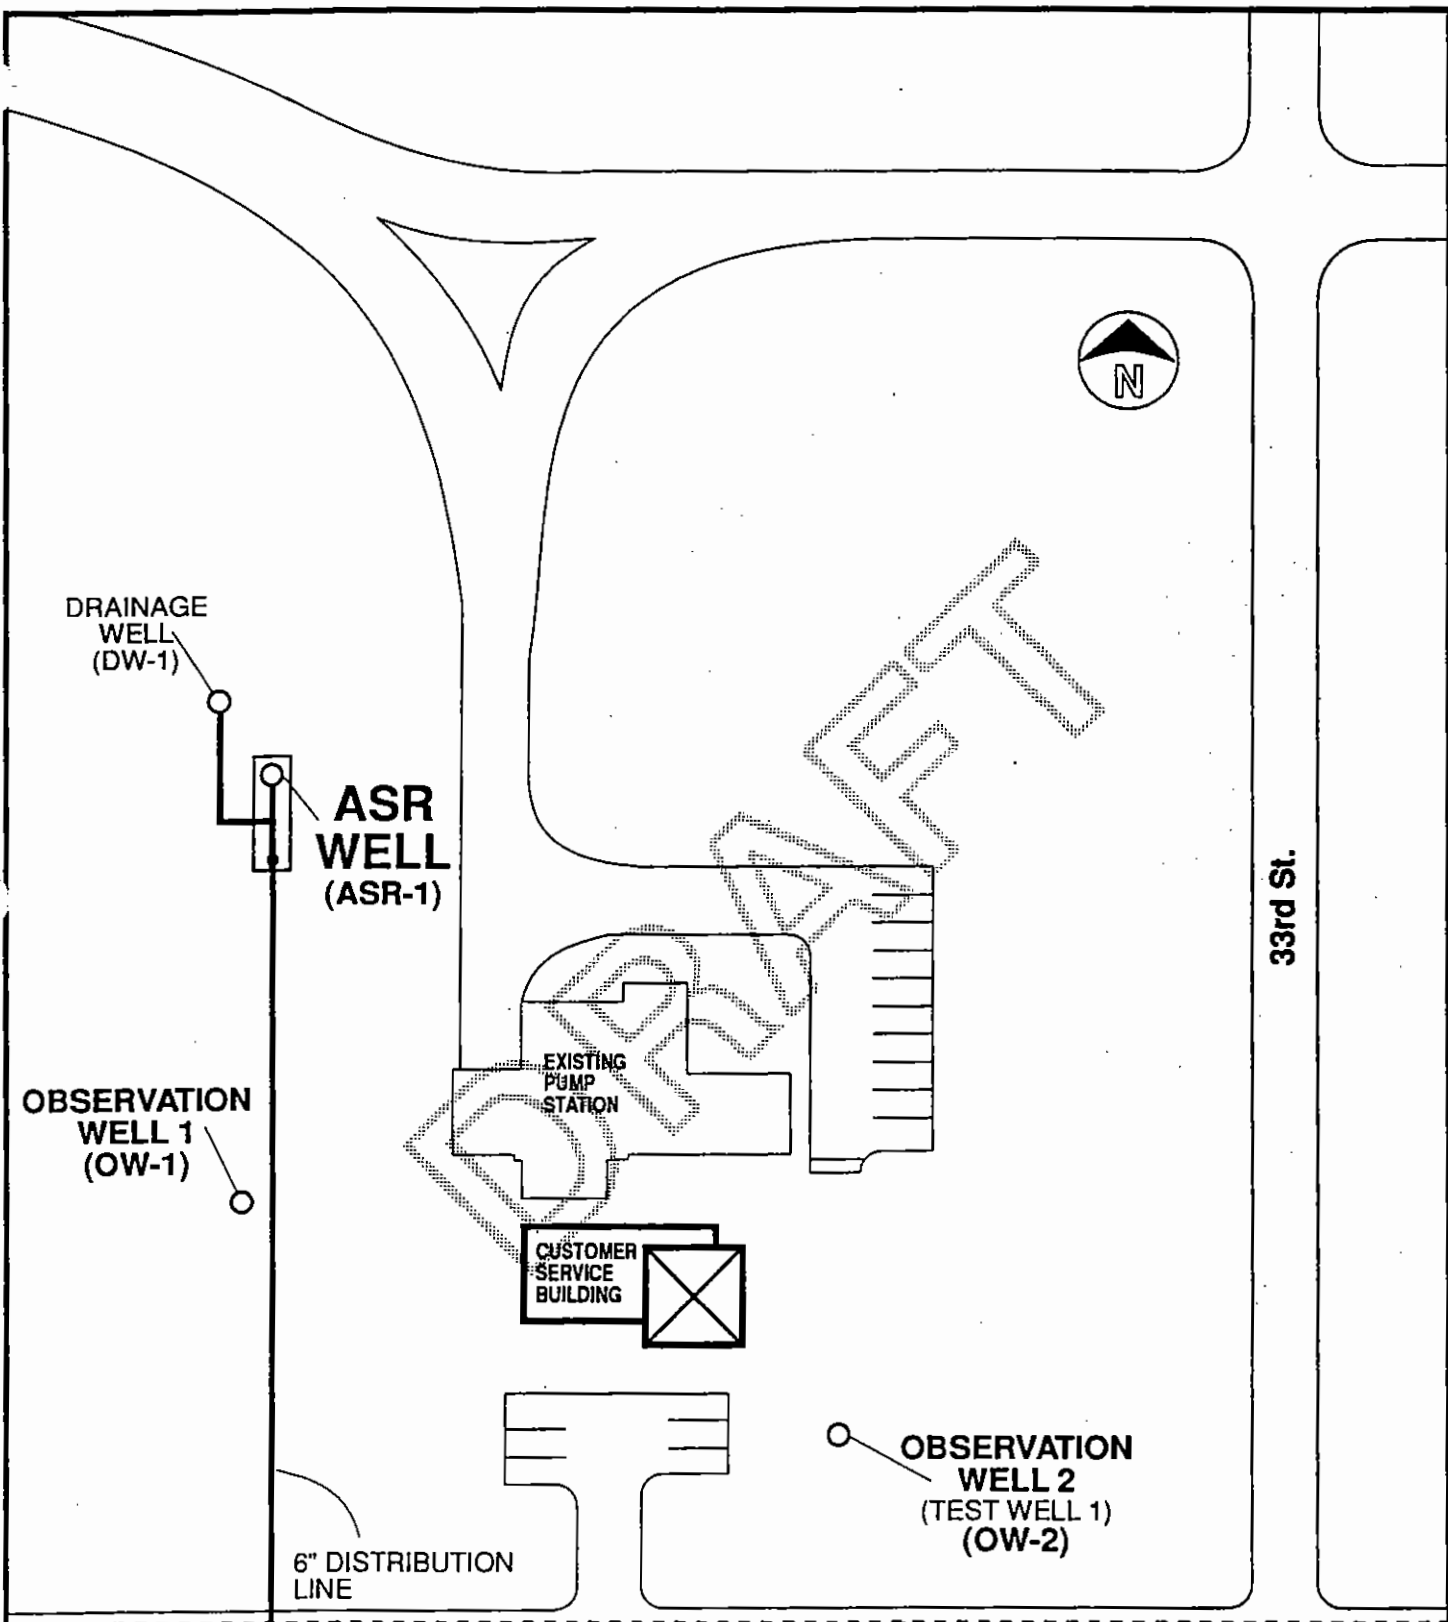 N
DRAINAGE
WELL
(DW-1)
ASR
WELL
(ASR-1)
33rd St.
DRAFT
EXISTING
PUMP
STATION
OBSERVATION
WELL 1
(OW-1)
CUSTOMER
SERVICE
BUILDING
OBSERVATION
WELL 2
(TEST WELL 1)
(OW-2)
6" DISTRIBUTION
LINE